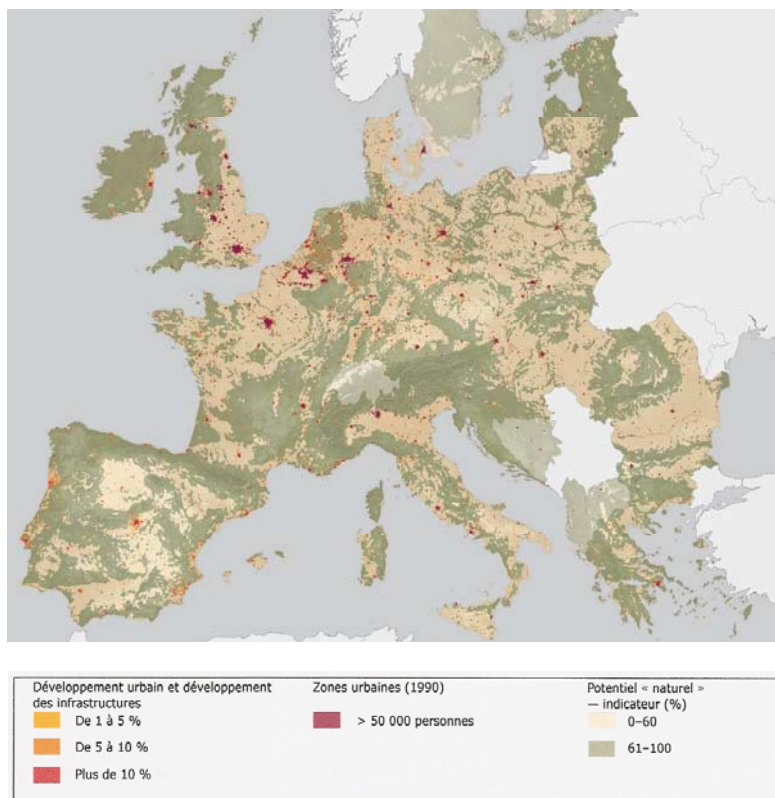 Développement urbain et développement
des infrastructures
De 1 à 5 %
De 5 à 10 %
Plus de 10 %
Zones urbaines (1990)
> 50 000 personnes
Potentiel « naturel »
— indicateur (%)
0–60
61–100